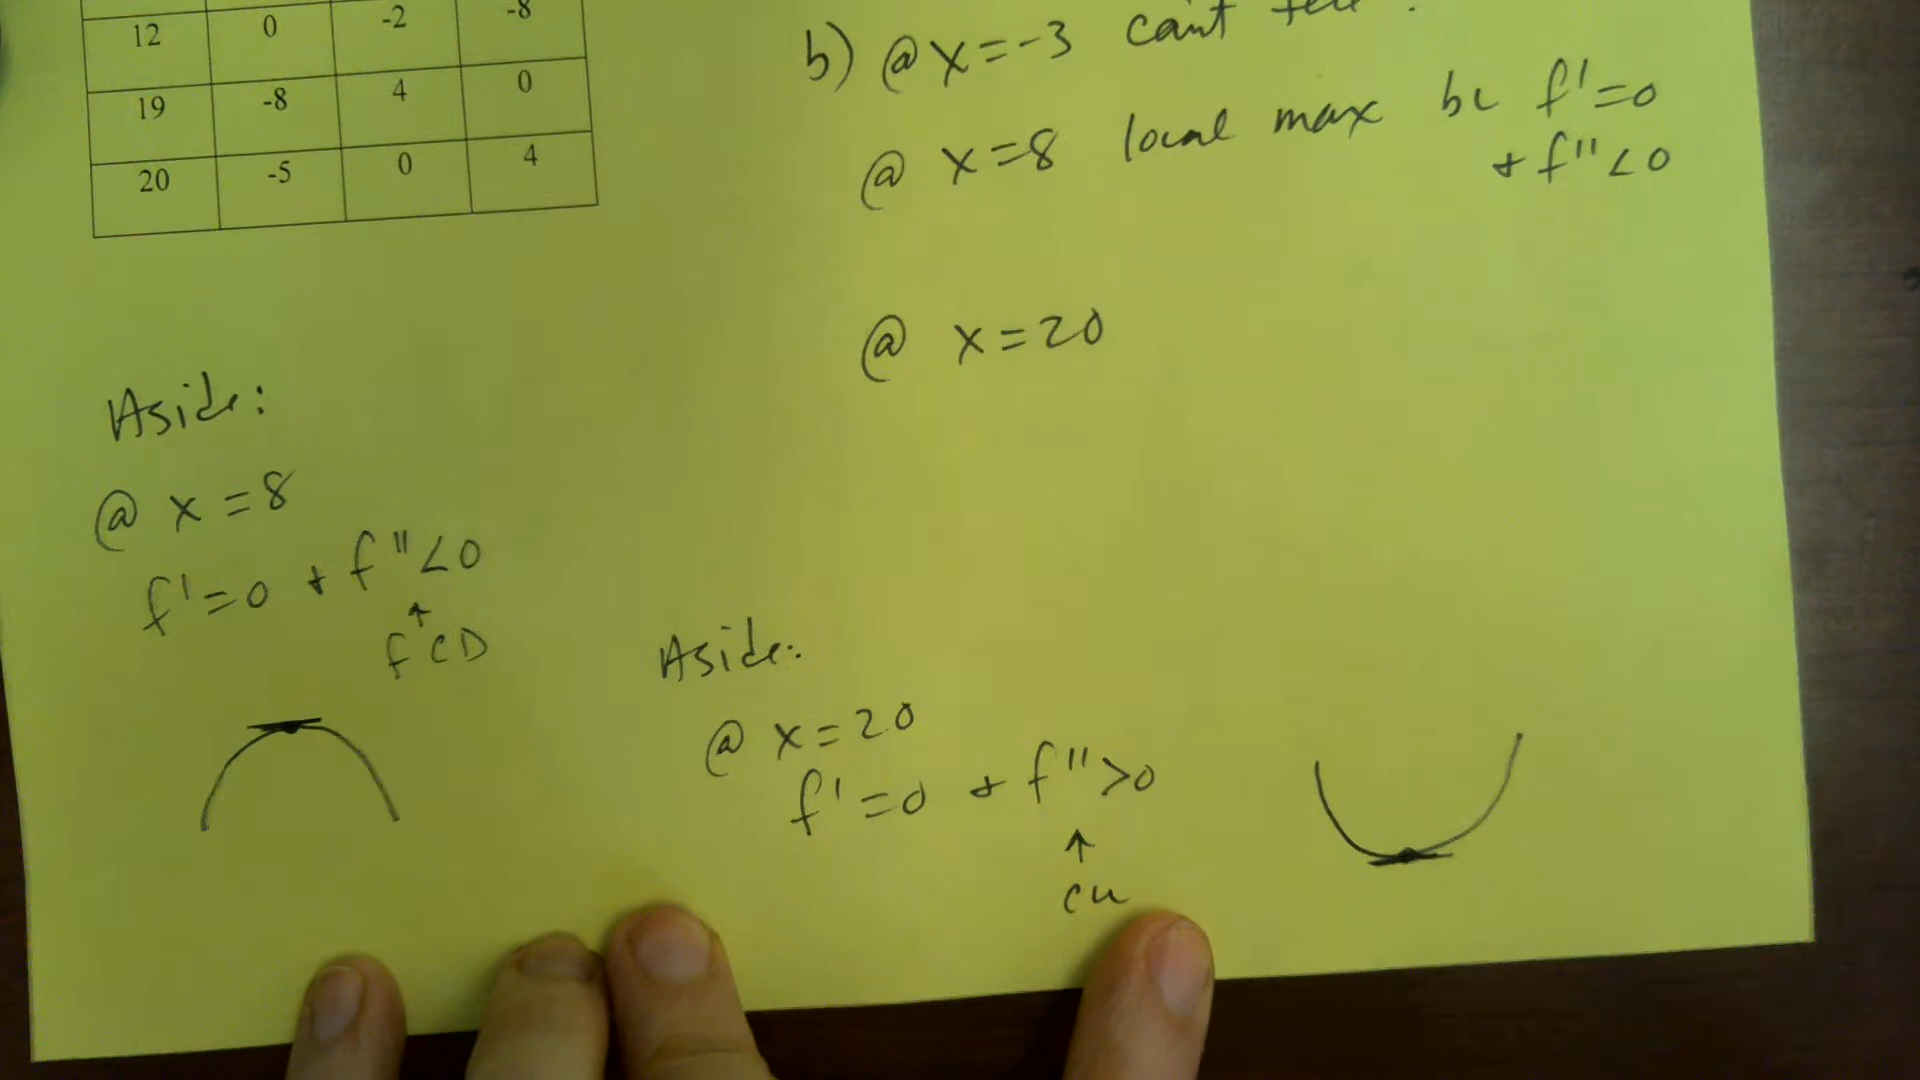 12 0 -2 -8
19 -8 4 0
20 -5 0 4
b) @ x=-3 can't tell.
@ x=8 local max bc f'=0
+ f''<0
@ x=20
Aside:
@ x=8
f'=0 + f''<0
↑
f CD
Aside:
@ x=20
f'=0 + f''>0
↑
cu